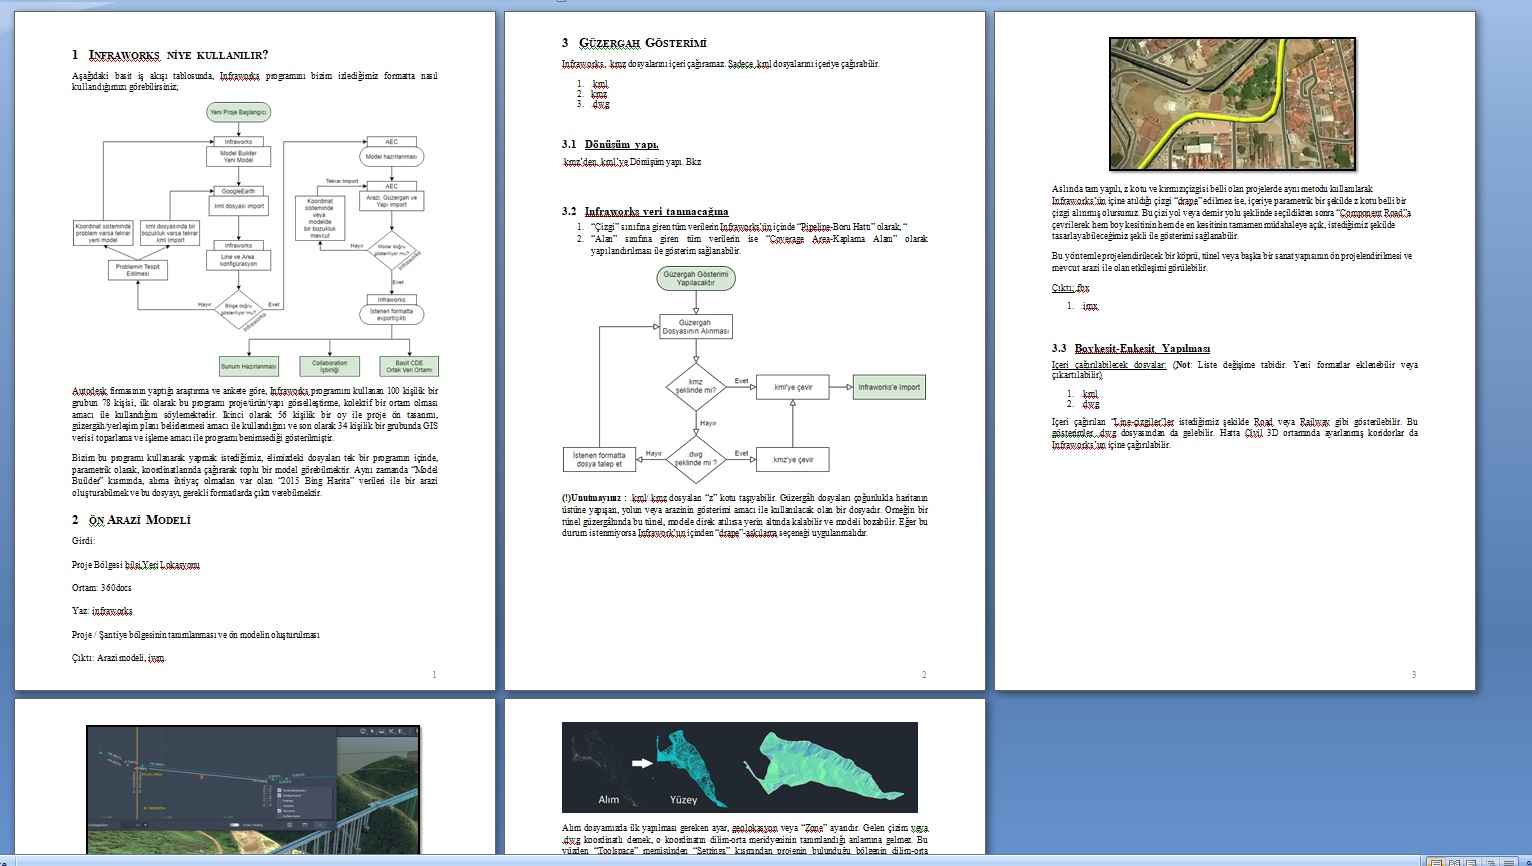 1 INFRAWORKS NİYE KULLANILIR?
Aşağıdaki basit iş akışı tablosunda, Infraworks programını bizim izlediğimiz formatta nasıl
kullandığımızı görebilirsiniz;
Yeni Proje Başlangıcı
Infraworks
Model Builder
Yeni Model
GoogleEarth
.kml dosyası import
Infraworks
Line ve Area
konfigürasyon
Bölge doğru
gösteriliyor mu?
Infraworks
Hayır
Evet
Koordinat sisteminde
problem varsa tekrar
yeni model
.kml dosyasında bir
bozukluk varsa tekrar
.kml Import
Problemin Tespit
Edilmesi
AEC
Model hazırlanması
AEC
Arazi, Güzergah ve
Yapı import
Tekrar Import
Koordinat
sisteminde
veya
modelde
bir bozukluk
mevcut
Hayır
Model doğru
gösteriliyor mu?
Infraworks
Evet
Infraworks
İstenen formatta
export/çıktı
Sunum Hazırlanması
Collaboration
İşbirliği
Basit CDE
Ortak Veri Ortamı
Autodesk firmasının yaptığı araştırma ve ankete göre, Infraworks programını kullanan 100 kişilik bir
grubun 78 kişisi, ilk olarak bu programı proje/ürün/yapı görselleştirme, kolektif bir ortam olması
amacı ile kullandığını söylemektedir. İkinci olarak 56 kişilik bir oy ile proje ön tasarımı,
güzergâh/yerleşim planı belirlenmesi amacı ile kullandığını ve son olarak 34 kişilik bir grubunda GIS
verisi toparlama ve işleme amacı ile programı benimsediği gösterilmiştir.
Bizim bu programı kullanarak yapmak istediğimiz, elimizdeki dosyaları tek bir programın içinde,
parametrik olarak, koordinatlarında çağırarak toplu bir model görebilmektir. Aynı zamanda "Model
Builder" kısmında, alıma ihtiyaç olmadan var olan "2015 Bing Harita" verileri ile bir arazi
oluşturabilmek ve bu dosyayı, gerekli formatlarda çıktı verebilmektir.
2 ÖN ARAZİ MODELİ
Girdi:
Proje Bölgesi bilsi,Yeri Lokasyonu
Ortam: 360docs
Yaz: infraworks
Proje / Şantiye bölgesinin tanımlanması ve ön modelin oluşturulması
Çıktı: Arazi modeli, iwm
1
3 GÜZERGAH GÖSTERİMİ
Infraworks, .kmz dosyalarını içeri çağıramaz. Sadece .kml dosyalarını içeriye çağırabilir.
1. .kml
2. kmz
3. .dwg
3.1 Dönüşüm yapı.
.kmz'den .kml'ye Dönüşüm yapı. Bkz
3.2 Infraworks veri tanınacağına
1. "Çizgi" sınıfına giren tüm verilerin Infraworks'ün içinde "Pipeline-Boru Hattı" olarak, "
2. "Alan" sınıfına giren tüm verilerin ise "Coverage Area-Kaplama Alanı" olarak
yapılandırılması ile gösterim sağlanabilir.
Güzergah Gösterimi
Yapılacaktır
Güzergah
Dosyasının Alınması
.kmz
şeklinde mi?
Evet
.kml'ye çevir
Infraworks'e Import
Hayır
İstenen formatta
dosya talep et
Hayır
.dwg
şeklinde mi ?
Evet
.kmz'ye çevir
(!)Unutmayınız : .kml/.kmz dosyaları "z" kotu taşıyabilir. Güzergâh dosyaları çoğunlukla haritanın
üstüne yapışan, yolun veya arazinin gösterimi amacı ile kullanılacak olan bir dosyadır. Örneğin bir
tünel güzergâhında bu tünel, modele direk atılırsa yerin altında kalabilir ve modeli bozabilir. Eğer bu
durum istenmiyorsa Infrawork'un içinden "drape"-askılama seçeneği uygulanmalıdır.
2
Aslında tam yapılı, z kotu ve kırmızıçizgisi belli olan projelerde aynı metodu kullanılarak
Infraworks'ün içine atıldığı çizgi "drape" edilmez ise, içeriye parametrik bir şekilde z kotu belli bir
çizgi alınmış olursunuz. Bu çizgi yol veya demir yolu şeklinde seçildikten sonra "Component Road"a
çevrilerek hem boy kesitinin hem de en kesitinin tamamen müdahaleye açık, istediğimiz şekilde
tasarlayabileceğimiz şekli ile gösterimi sağlanabilir.
Bu yöntemle projelendirilecek bir köprü, tünel veya başka bir sanat yapısının ön projelendirilmesi ve
mevcut arazi ile olan etkileşimi görülebilir.
Çıktı: .fbx
1. .imx
3.3 Boykesit-Enkesit Yapılması
İçeri çağırılabilecek dosyalar: (Not: Liste değişime tabidir. Yeni formatlar eklenebilir veya
çıkartılabilir).
1. kml
2. dwg
İçeri çağırılan "Line-çizgiler"ler istediğimiz şekilde Road veya Railway gibi gösterilebilir. Bu
gösterimler .dwg dosyasından da gelebilir. Hatta Civil 3D ortamında ayarlanmış koridorlar da
Infraworks'un içine çağırılabilir.
3
Alım
Yüzey
Alım dosyamızda ilk yapılması gereken ayar, geolokasyon veya "Zone" ayarıdır. Gelen çizim veya
.dwg koordinatlı demek, o koordinatın dilim-orta meridyeninin tanımlandığı anlamına gelmez. Bu
yüzden "Toolspace" menüsünden "Settings" kısmından projenin bulunduğu bölgenin dilim-orta